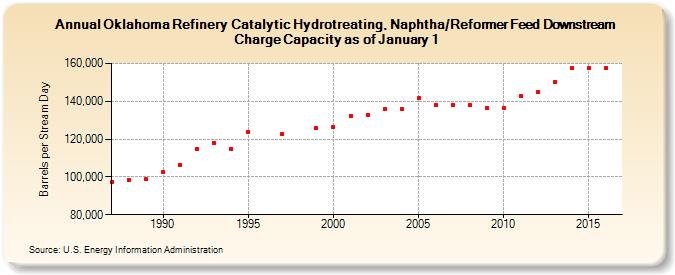 Annual Oklahoma Refinery Catalytic Hydrotreating, Naphtha/Reformer Feed Downstream
Charge Capacity as of January 1
Barrels per Stream Day
160,000
140,000
120,000
100,000
80,000
1990
1995
2000
2005
2010
2015
Source: U.S. Energy Information Administration